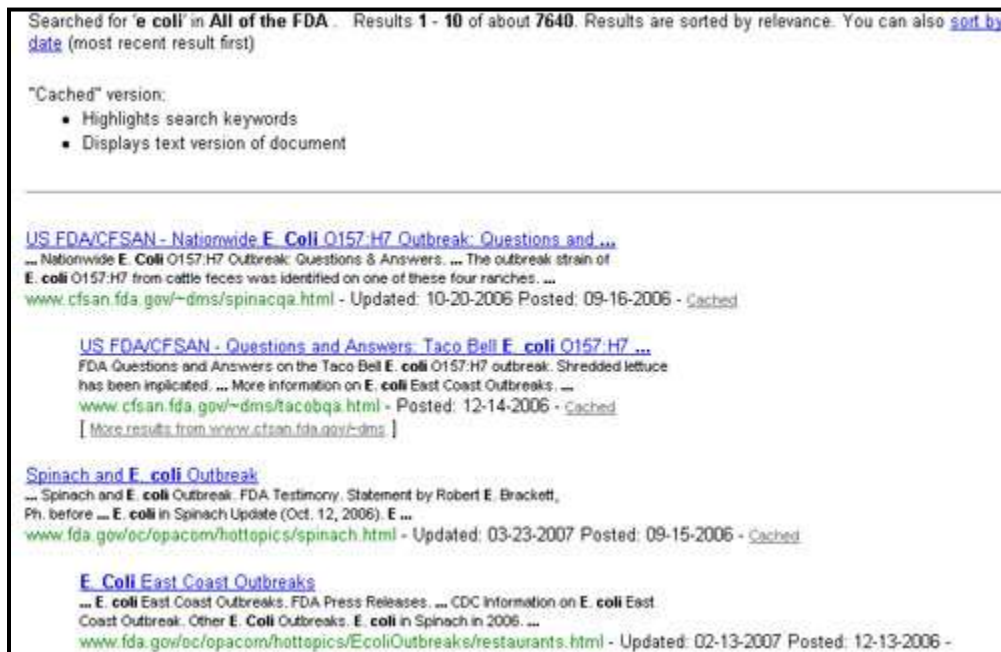 Searched for 'e coli' in All of the FDA . Results 1 - 10 of about 7640. Results are sorted by relevance. You can also sort by
date (most recent result first)
"Cached" version:
• Highlights search keywords
• Displays text version of document
US FDA/CFSAN - Nationwide E. Coli O157:H7 Outbreak: Questions and ...
... Nationwide E. Coli O157:H7 Outbreak: Questions & Answers. ... The outbreak strain of
E. coli O157:H7 from cattle feces was identified on one of these four ranches. ...
www.cfsan.fda.gov/~dms/spinacqa.html - Updated: 10-20-2006 Posted: 09-16-2006 - Cached
US FDA/CFSAN - Questions and Answers: Taco Bell E. coli O157:H7 ...
FDA Questions and Answers on the Taco Bell E. coli O157:H7 outbreak. Shredded lettuce
has been implicated. ... More information on E. coli East Coast Outbreaks. ...
www.cfsan.fda.gov/~dms/tacobqa.html - Posted: 12-14-2006 - Cached
[ More results from www.cfsan.fda.gov/~dms ]
Spinach and E. coli Outbreak
... Spinach and E. coli Outbreak. FDA Testimony. Statement by Robert E. Brackett,
Ph. before ... E. coli in Spinach Update (Oct. 12, 2006). E ...
www.fda.gov/oc/opacom/hottopics/spinach.html - Updated: 03-23-2007 Posted: 09-15-2006 - Cached
E. Coli East Coast Outbreaks
... E. coli East Coast Outbreaks. FDA Press Releases. ... CDC Information on E. coli East
Coast Outbreak. Other E. Coli Outbreaks. E. coli in Spinach in 2006. ...
www.fda.gov/oc/opacom/hottopics/EcoliOutbreaks/restaurants.html - Updated: 02-13-2007 Posted: 12-13-2006 -